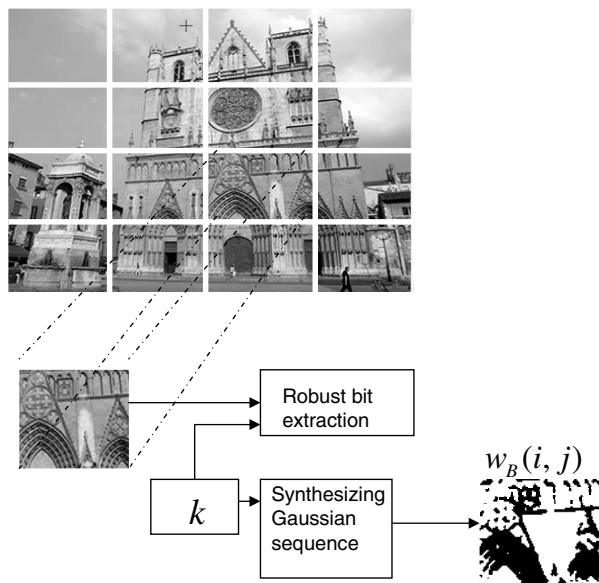 Robust bit
extraction
w_B(i, j)
k
Synthesizing
Gaussian
sequence